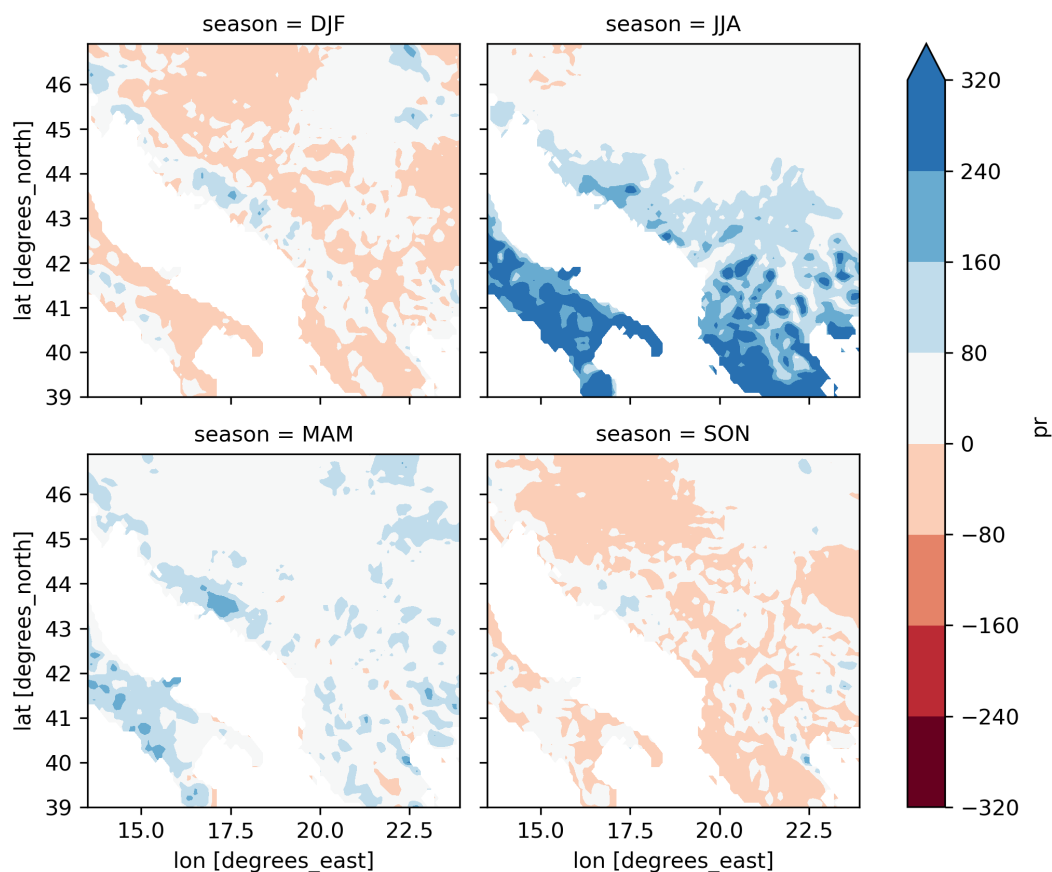 season = DJF
season = JJA
lat [degrees_north]
46
45
44
43
42
41
40
39
season = MAM
season = SON
lat [degrees_north]
46
45
44
43
42
41
40
39
15.0 17.5 20.0 22.5
15.0 17.5 20.0 22.5
lon [degrees_east]
lon [degrees_east]
320
240
160
80
0
−80
−160
−240
−320
pr